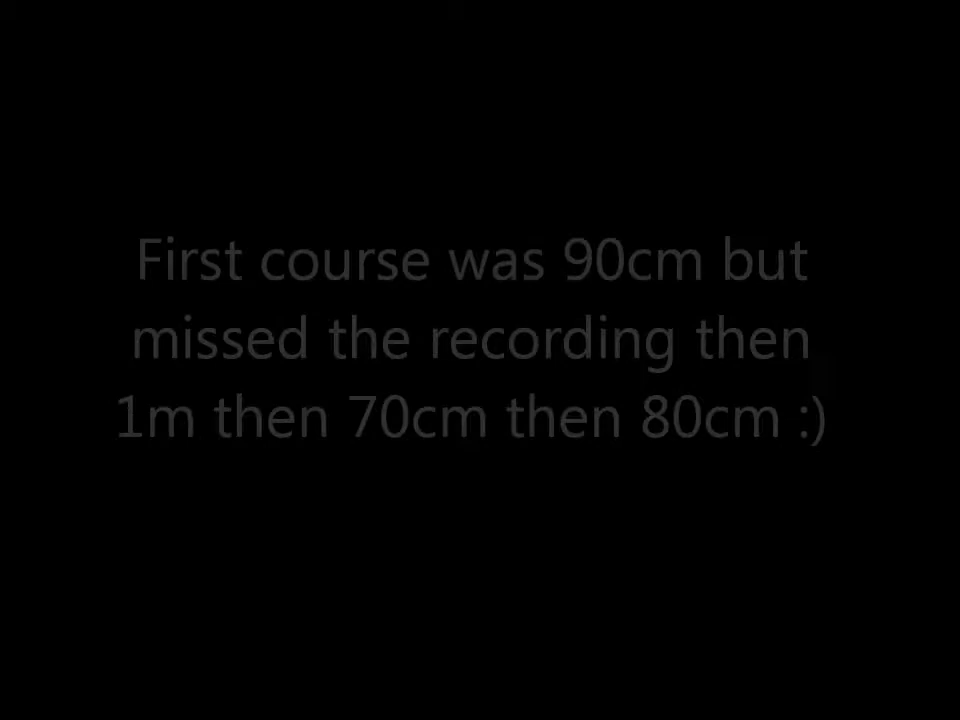 First course was 90cm but
missed the recording then
1m then 70cm then 80cm :)